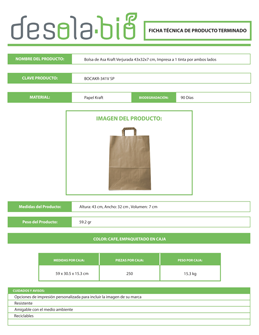 desola·bio
FICHA TÉCNICA DE PRODUCTO TERMINADO
NOMBRE DEL PRODUCTO: Bolsa de Asa Kraft Verjurada 43x32x7 cm, Impresa a 1 tinta por ambos lados
CLAVE PRODUCTO: BOCAKR 341V.SP
MATERIAL: Papel Kraft BIODEGRADACIÓN: 90 Días
IMAGEN DEL PRODUCTO:
Medidas del Producto: Altura: 43 cm, Ancho: 32 cm. Volumen: 7 cm
Peso del Producto: 59.2 gr
COLOR: CAFE, EMPAQUETADO EN CAJA
MEDIDAS POR CAJA: PIEZAS POR CAJA: PESO POR CAJA:
59 x 30.5 x 15.3 cm 250 15.3 kg
CUIDADOS Y NOTAS:
Opciones de impresión personalizada para incluir la imagen de su marca
Resistente
Amigable con el medio ambiente
Reciclables